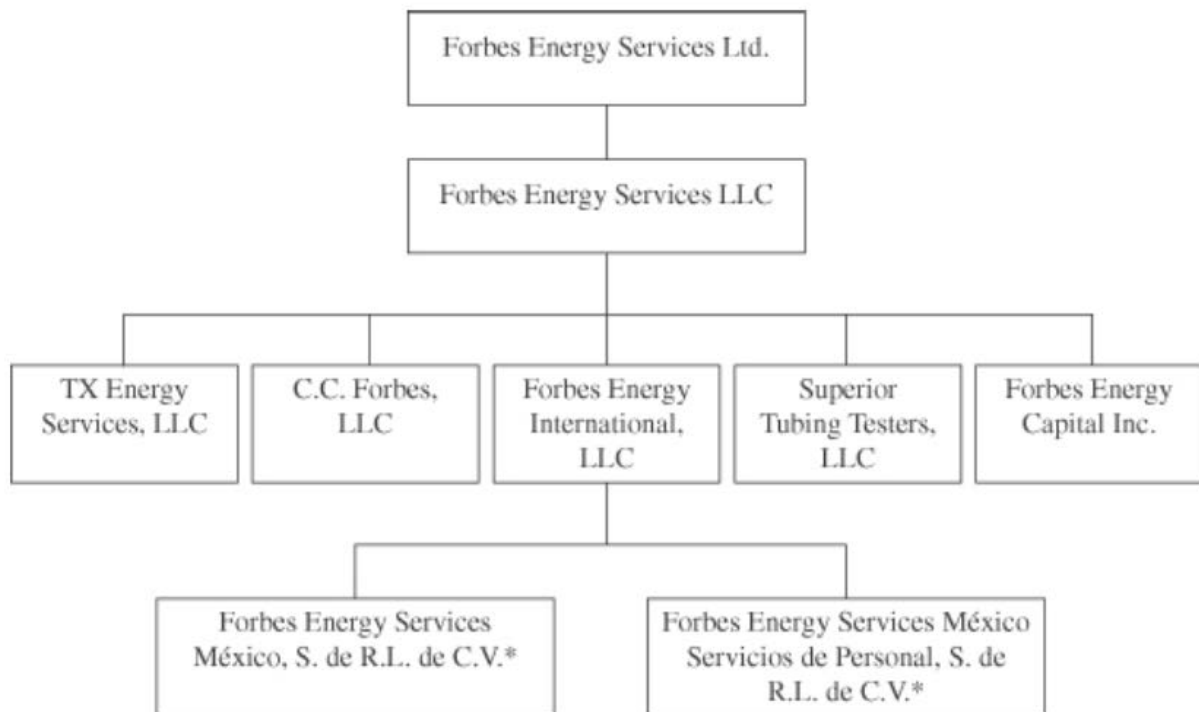 Forbes Energy Services Ltd.
Forbes Energy Services LLC
TX Energy
Services, LLC
C.C. Forbes,
LLC
Forbes Energy
International,
LLC
Superior
Tubing Testers,
LLC
Forbes Energy
Capital Inc.
Forbes Energy Services
México, S. de R.L. de C.V.*
Forbes Energy Services México
Servicios de Personal, S. de
R.L. de C.V.*